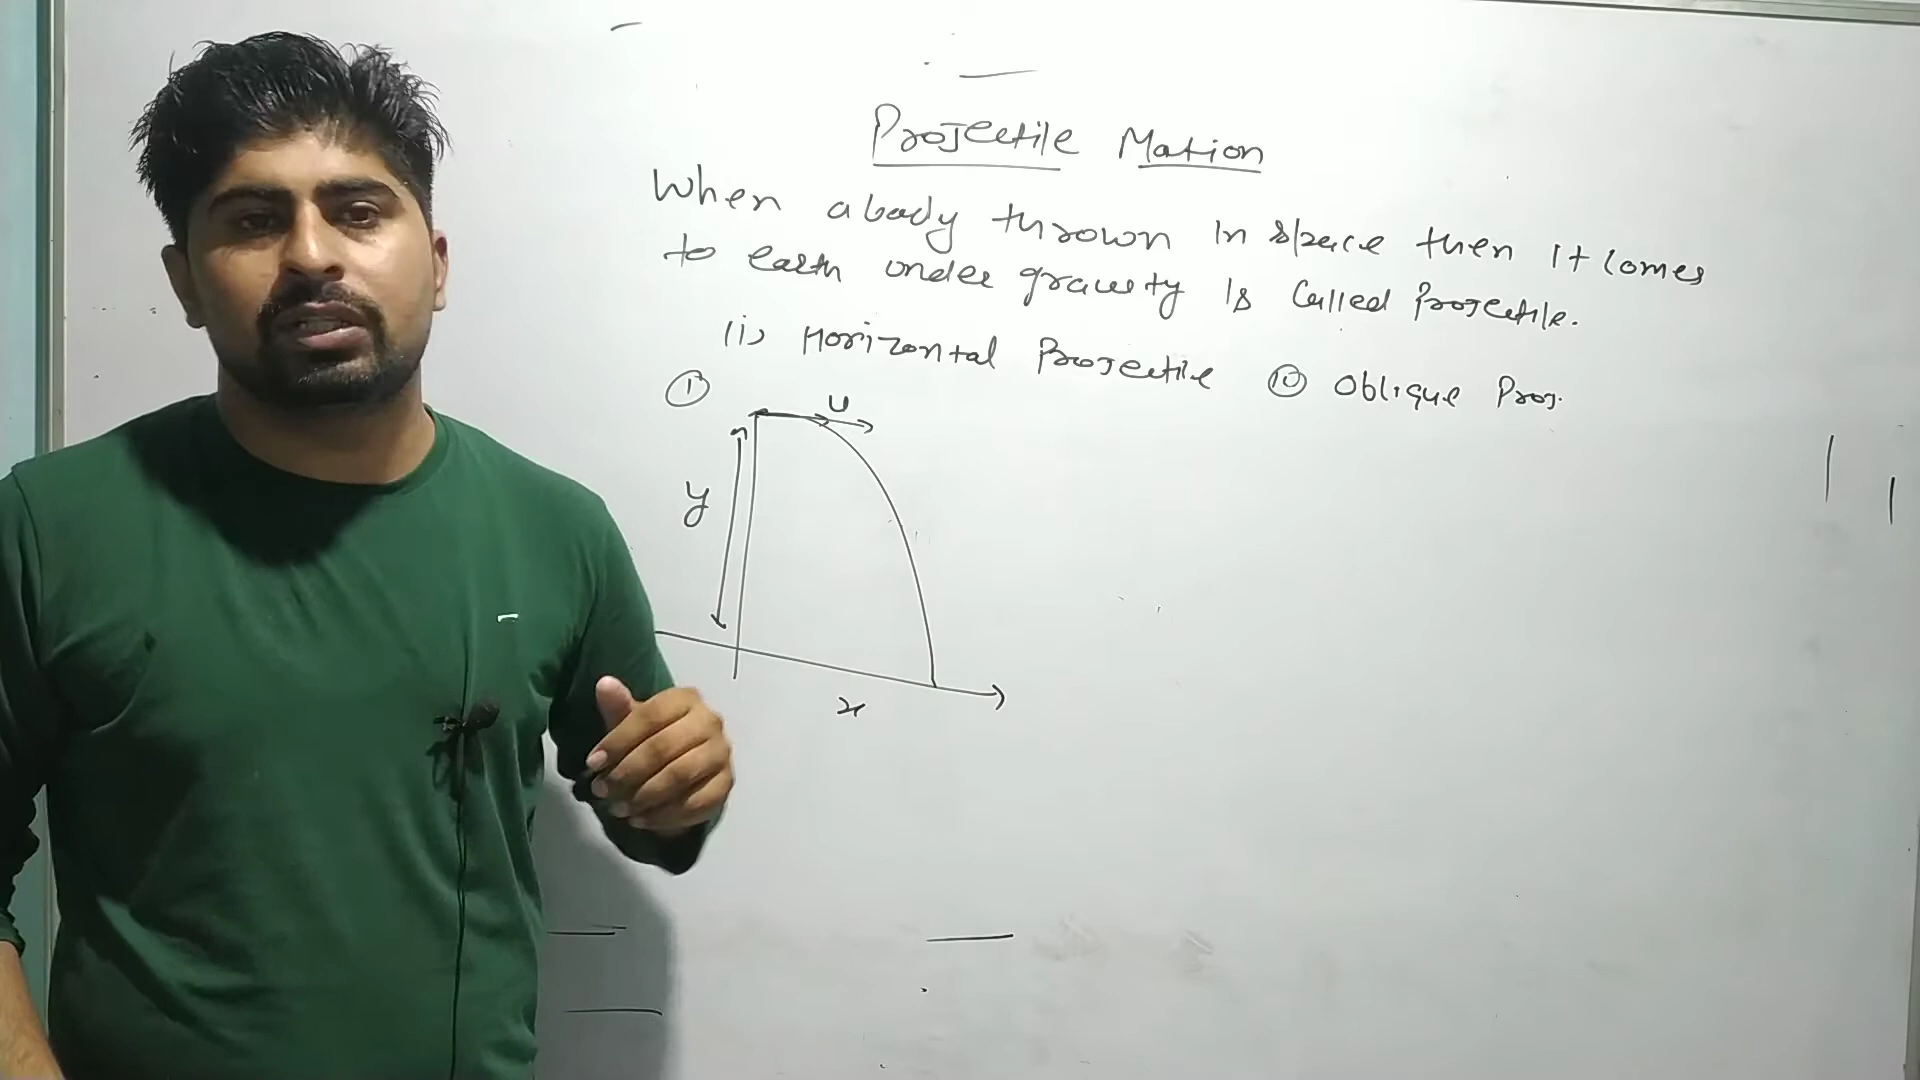 Projectile Motion
When a body thrown in space then it comes
to earth under gravity is called Projectile.
(i) Horizontal Projectile (ii) Oblique Proj.
(1)
u
y
x